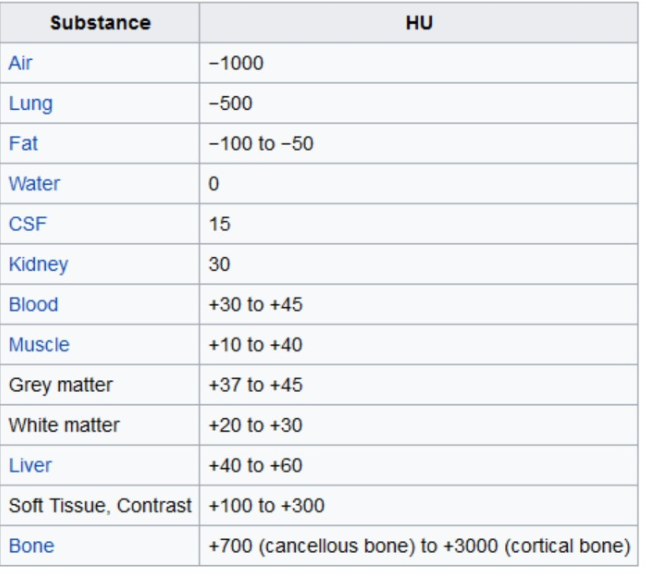 Substance HU
Air −1000
Lung −500
Fat −100 to −50
Water 0
CSF 15
Kidney 30
Blood +30 to +45
Muscle +10 to +40
Grey matter +37 to +45
White matter +20 to +30
Liver +40 to +60
Soft Tissue, Contrast +100 to +300
Bone +700 (cancellous bone) to +3000 (cortical bone)